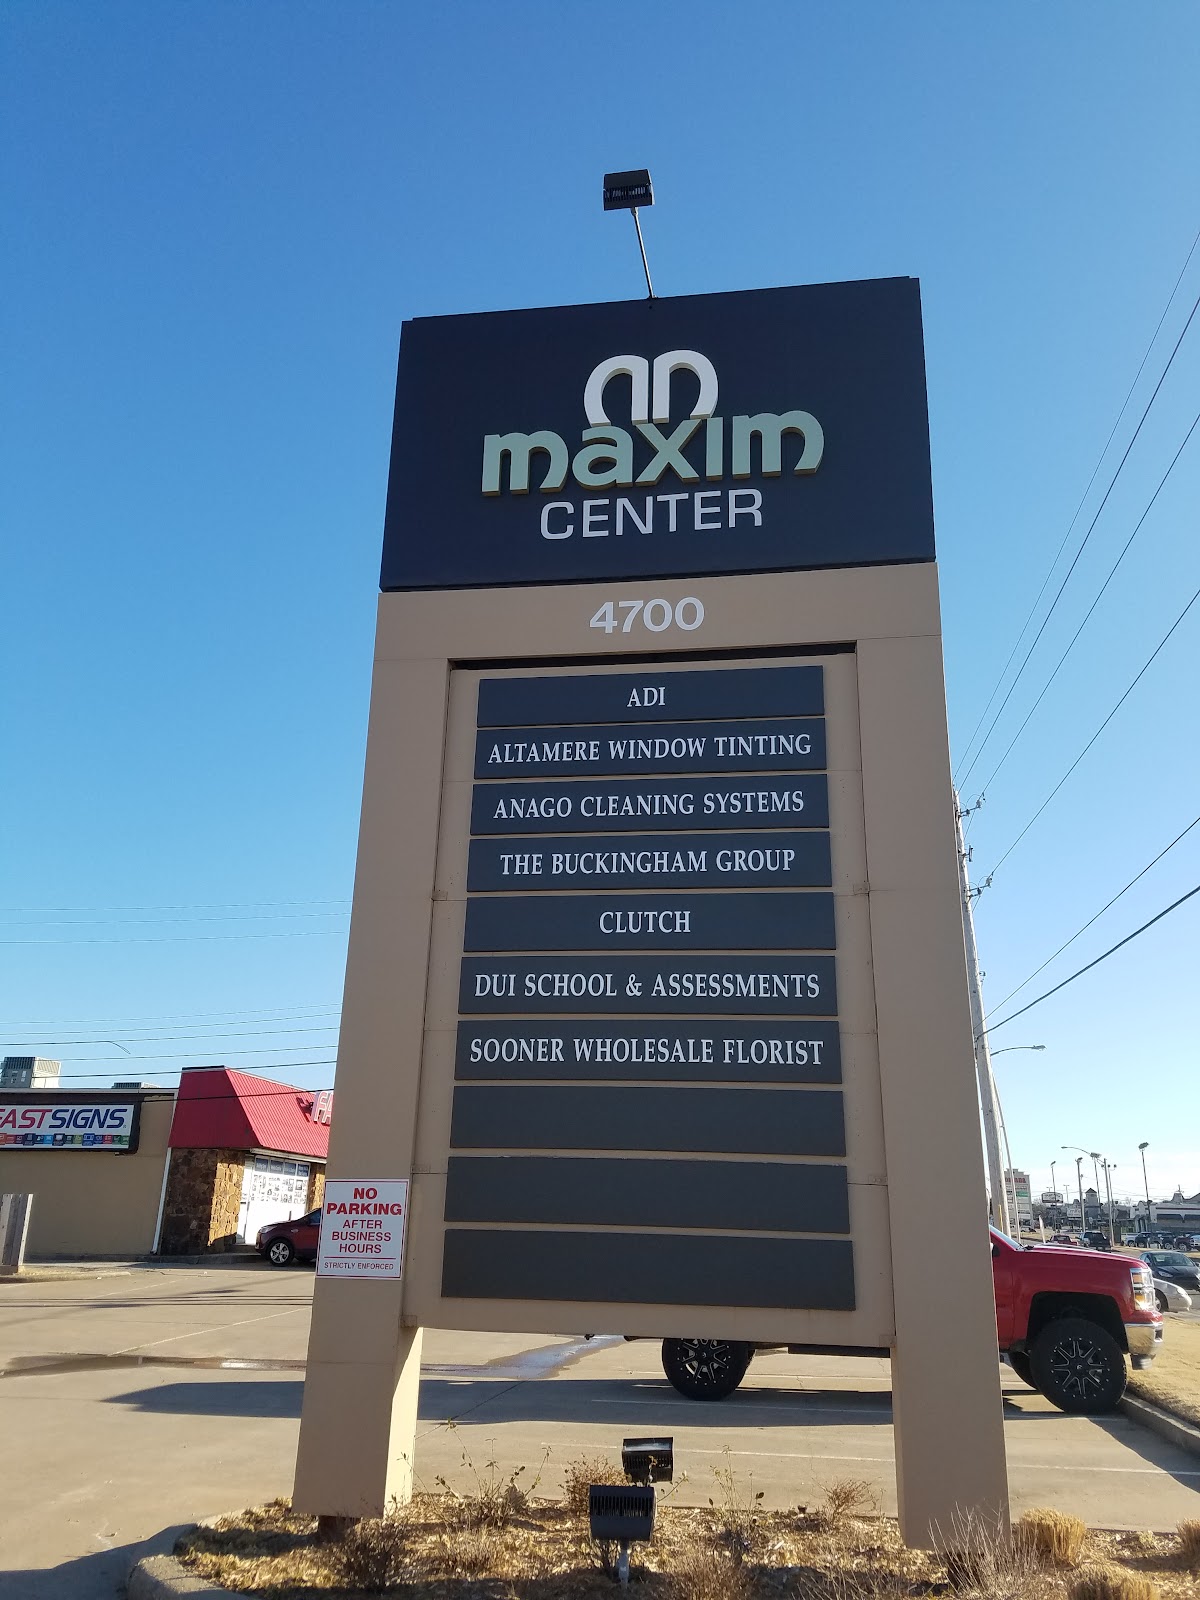 maxim
CENTER
4700
ADI
ALTAMERE WINDOW TINTING
ANAGO CLEANING SYSTEMS
THE BUCKINGHAM GROUP
CLUTCH
DUI SCHOOL & ASSESSMENTS
SOONER WHOLESALE FLORIST
FASTSIGNS
FA
NO
PARKING
AFTER
BUSINESS
HOURS
STRICTLY ENFORCED